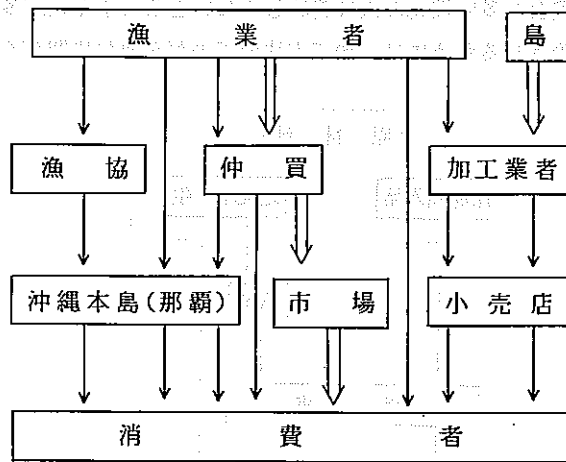 漁業者 島
漁協 仲買 加工業者
沖縄本島(那覇) 市場 小売店
消費者